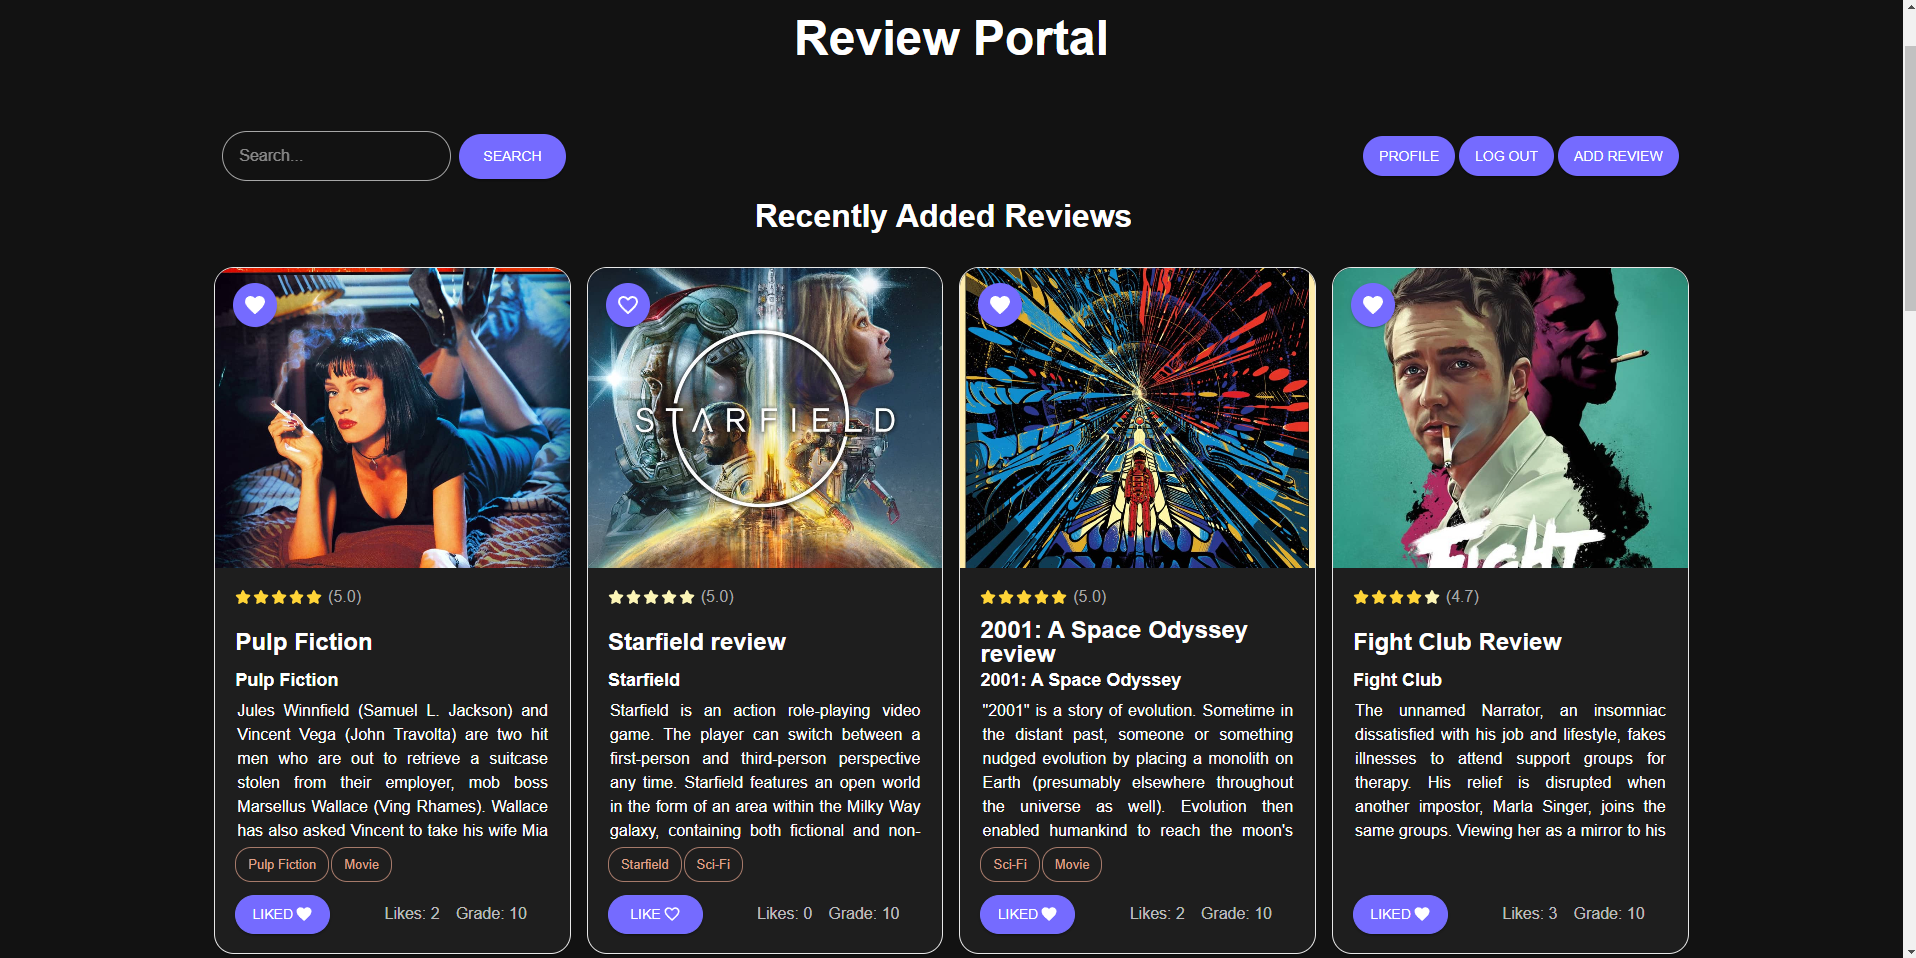 Review Portal
Search...
SEARCH
PROFILE
LOG OUT
ADD REVIEW
Recently Added Reviews
(5.0)
Pulp Fiction
Pulp Fiction
Jules Winnfield (Samuel L. Jackson) and
Vincent Vega (John Travolta) are two hit
men who are out to retrieve a suitcase
stolen from their employer, mob boss
Marsellus Wallace (Ving Rhames). Wallace
has also asked Vincent to take his wife Mia
Pulp Fiction
Movie
LIKED
Likes: 2
Grade: 10
STARFIELD
(5.0)
Starfield review
Starfield
Starfield is an action role-playing video
game. The player can switch between a
first-person and third-person perspective
any time. Starfield features an open world
in the form of an area within the Milky Way
galaxy, containing both fictional and non-
Starfield
Sci-Fi
LIKE
Likes: 0
Grade: 10
(5.0)
2001: A Space Odyssey
review
2001: A Space Odyssey
"2001" is a story of evolution. Sometime in
the distant past, someone or something
nudged evolution by placing a monolith on
Earth (presumably elsewhere throughout
the universe as well). Evolution then
enabled humankind to reach the moon's
Sci-Fi
Movie
LIKED
Likes: 2
Grade: 10
FIGHT
(4.7)
Fight Club Review
Fight Club
The unnamed Narrator, an insomniac
dissatisfied with his job and lifestyle, fakes
illnesses to attend support groups for
therapy. His relief is disrupted when
another impostor, Marla Singer, joins the
same groups. Viewing her as a mirror to his
LIKED
Likes: 3
Grade: 10